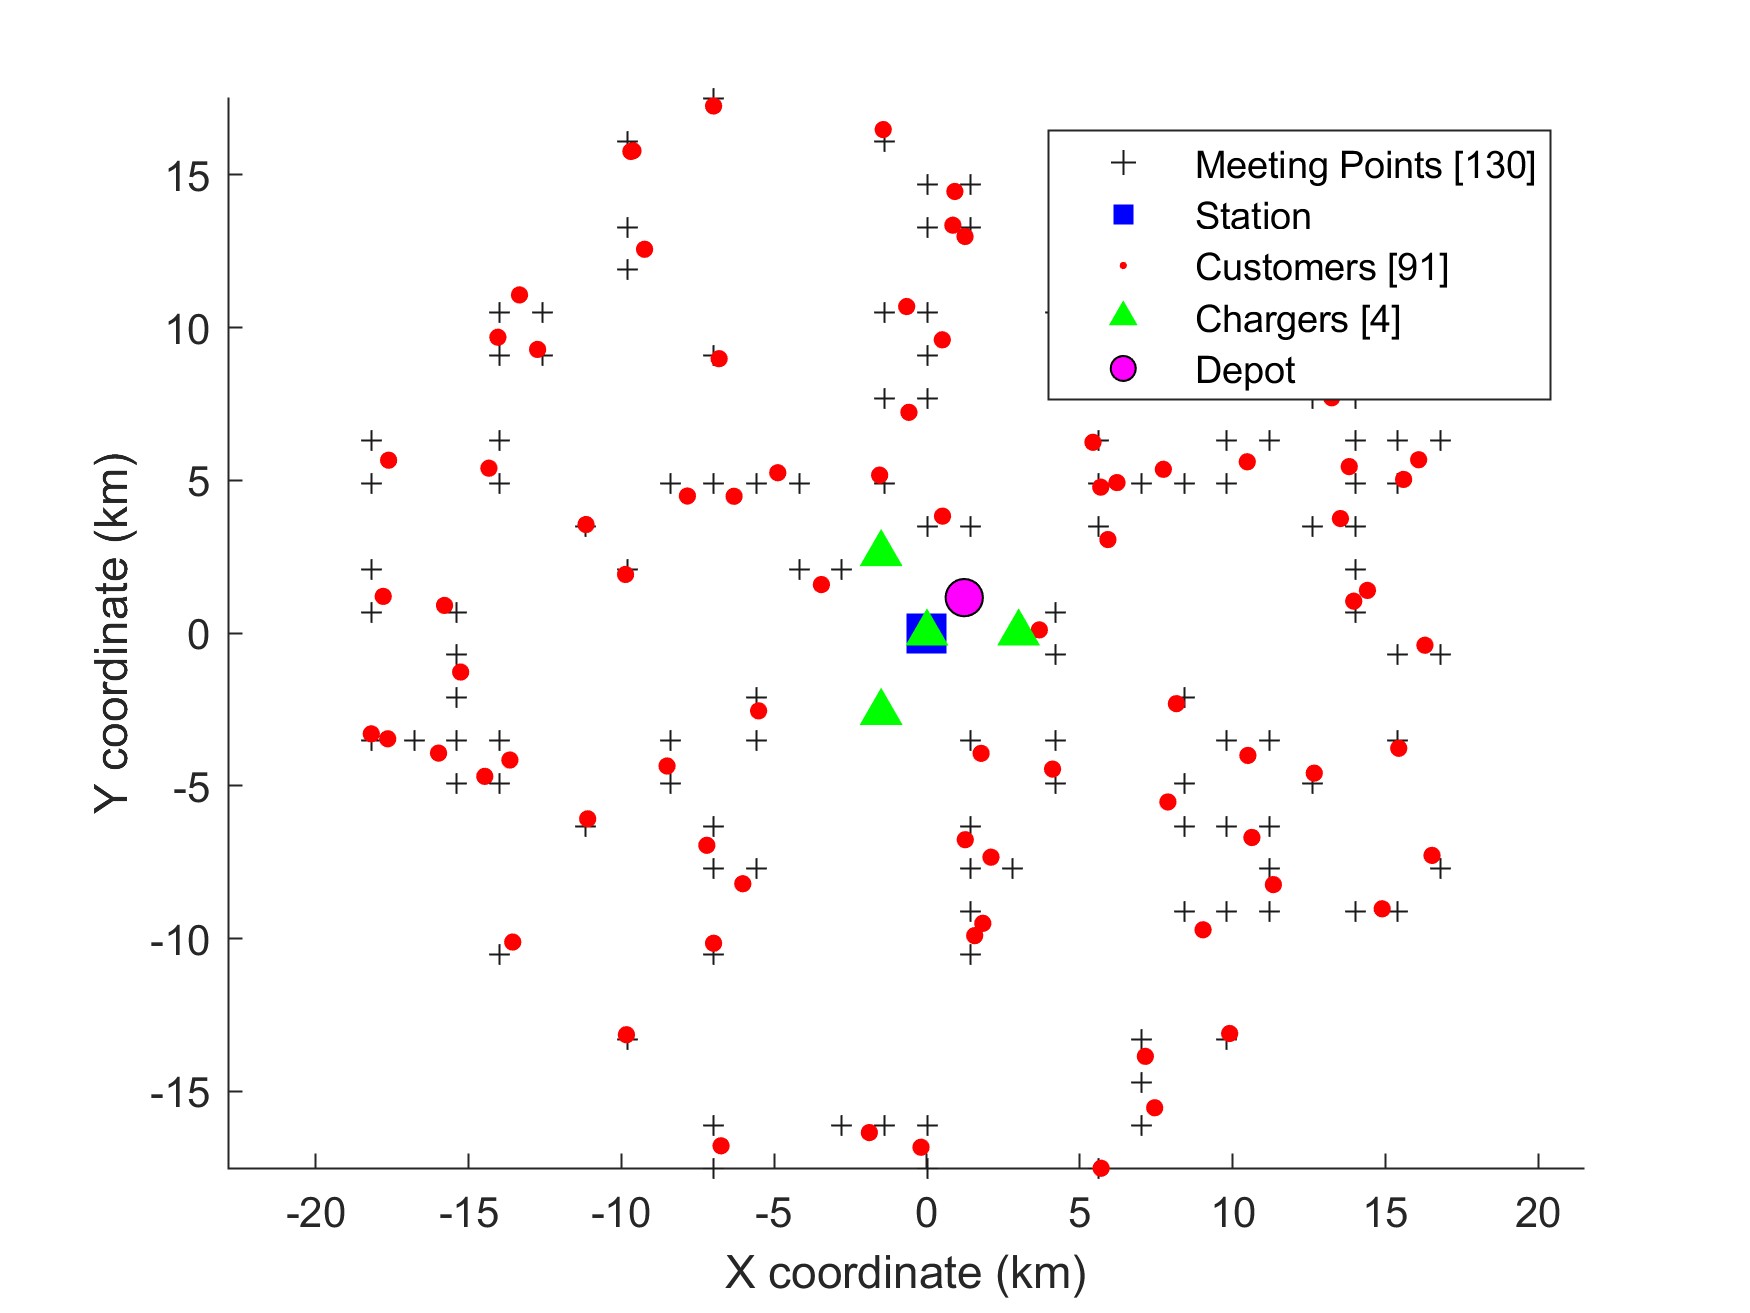 15
10
5
0
-5
-10
-15
Y coordinate (km)
Meeting Points [130]
Station
Customers [91]
Chargers [4]
Depot
-20 -15 -10 -5 0 5 10 15 20
X coordinate (km)